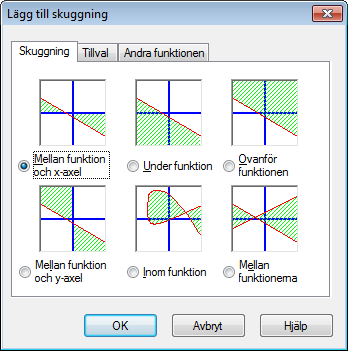 Lägg till skuggning
Skuggning
Tillval
Andra funktionen
Mellan funktion
och x-axel
Under funktion
Ovanför
funktionen
Mellan funktion
och y-axel
Inom funktion
Mellan
funktionerna
OK
Avbryt
Hjälp